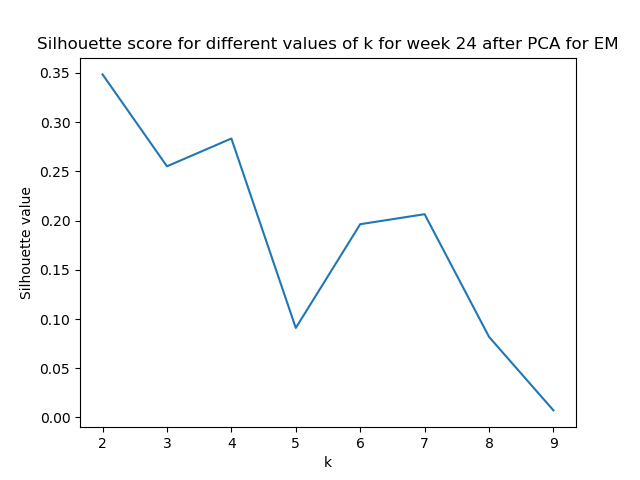 Silhouette score for different values of k for week 24 after PCA for EM
0.35
0.30
0.25
0.20
0.15
0.10
0.05
0.00
Silhouette value
2 3 4 5 6 7 8 9
k